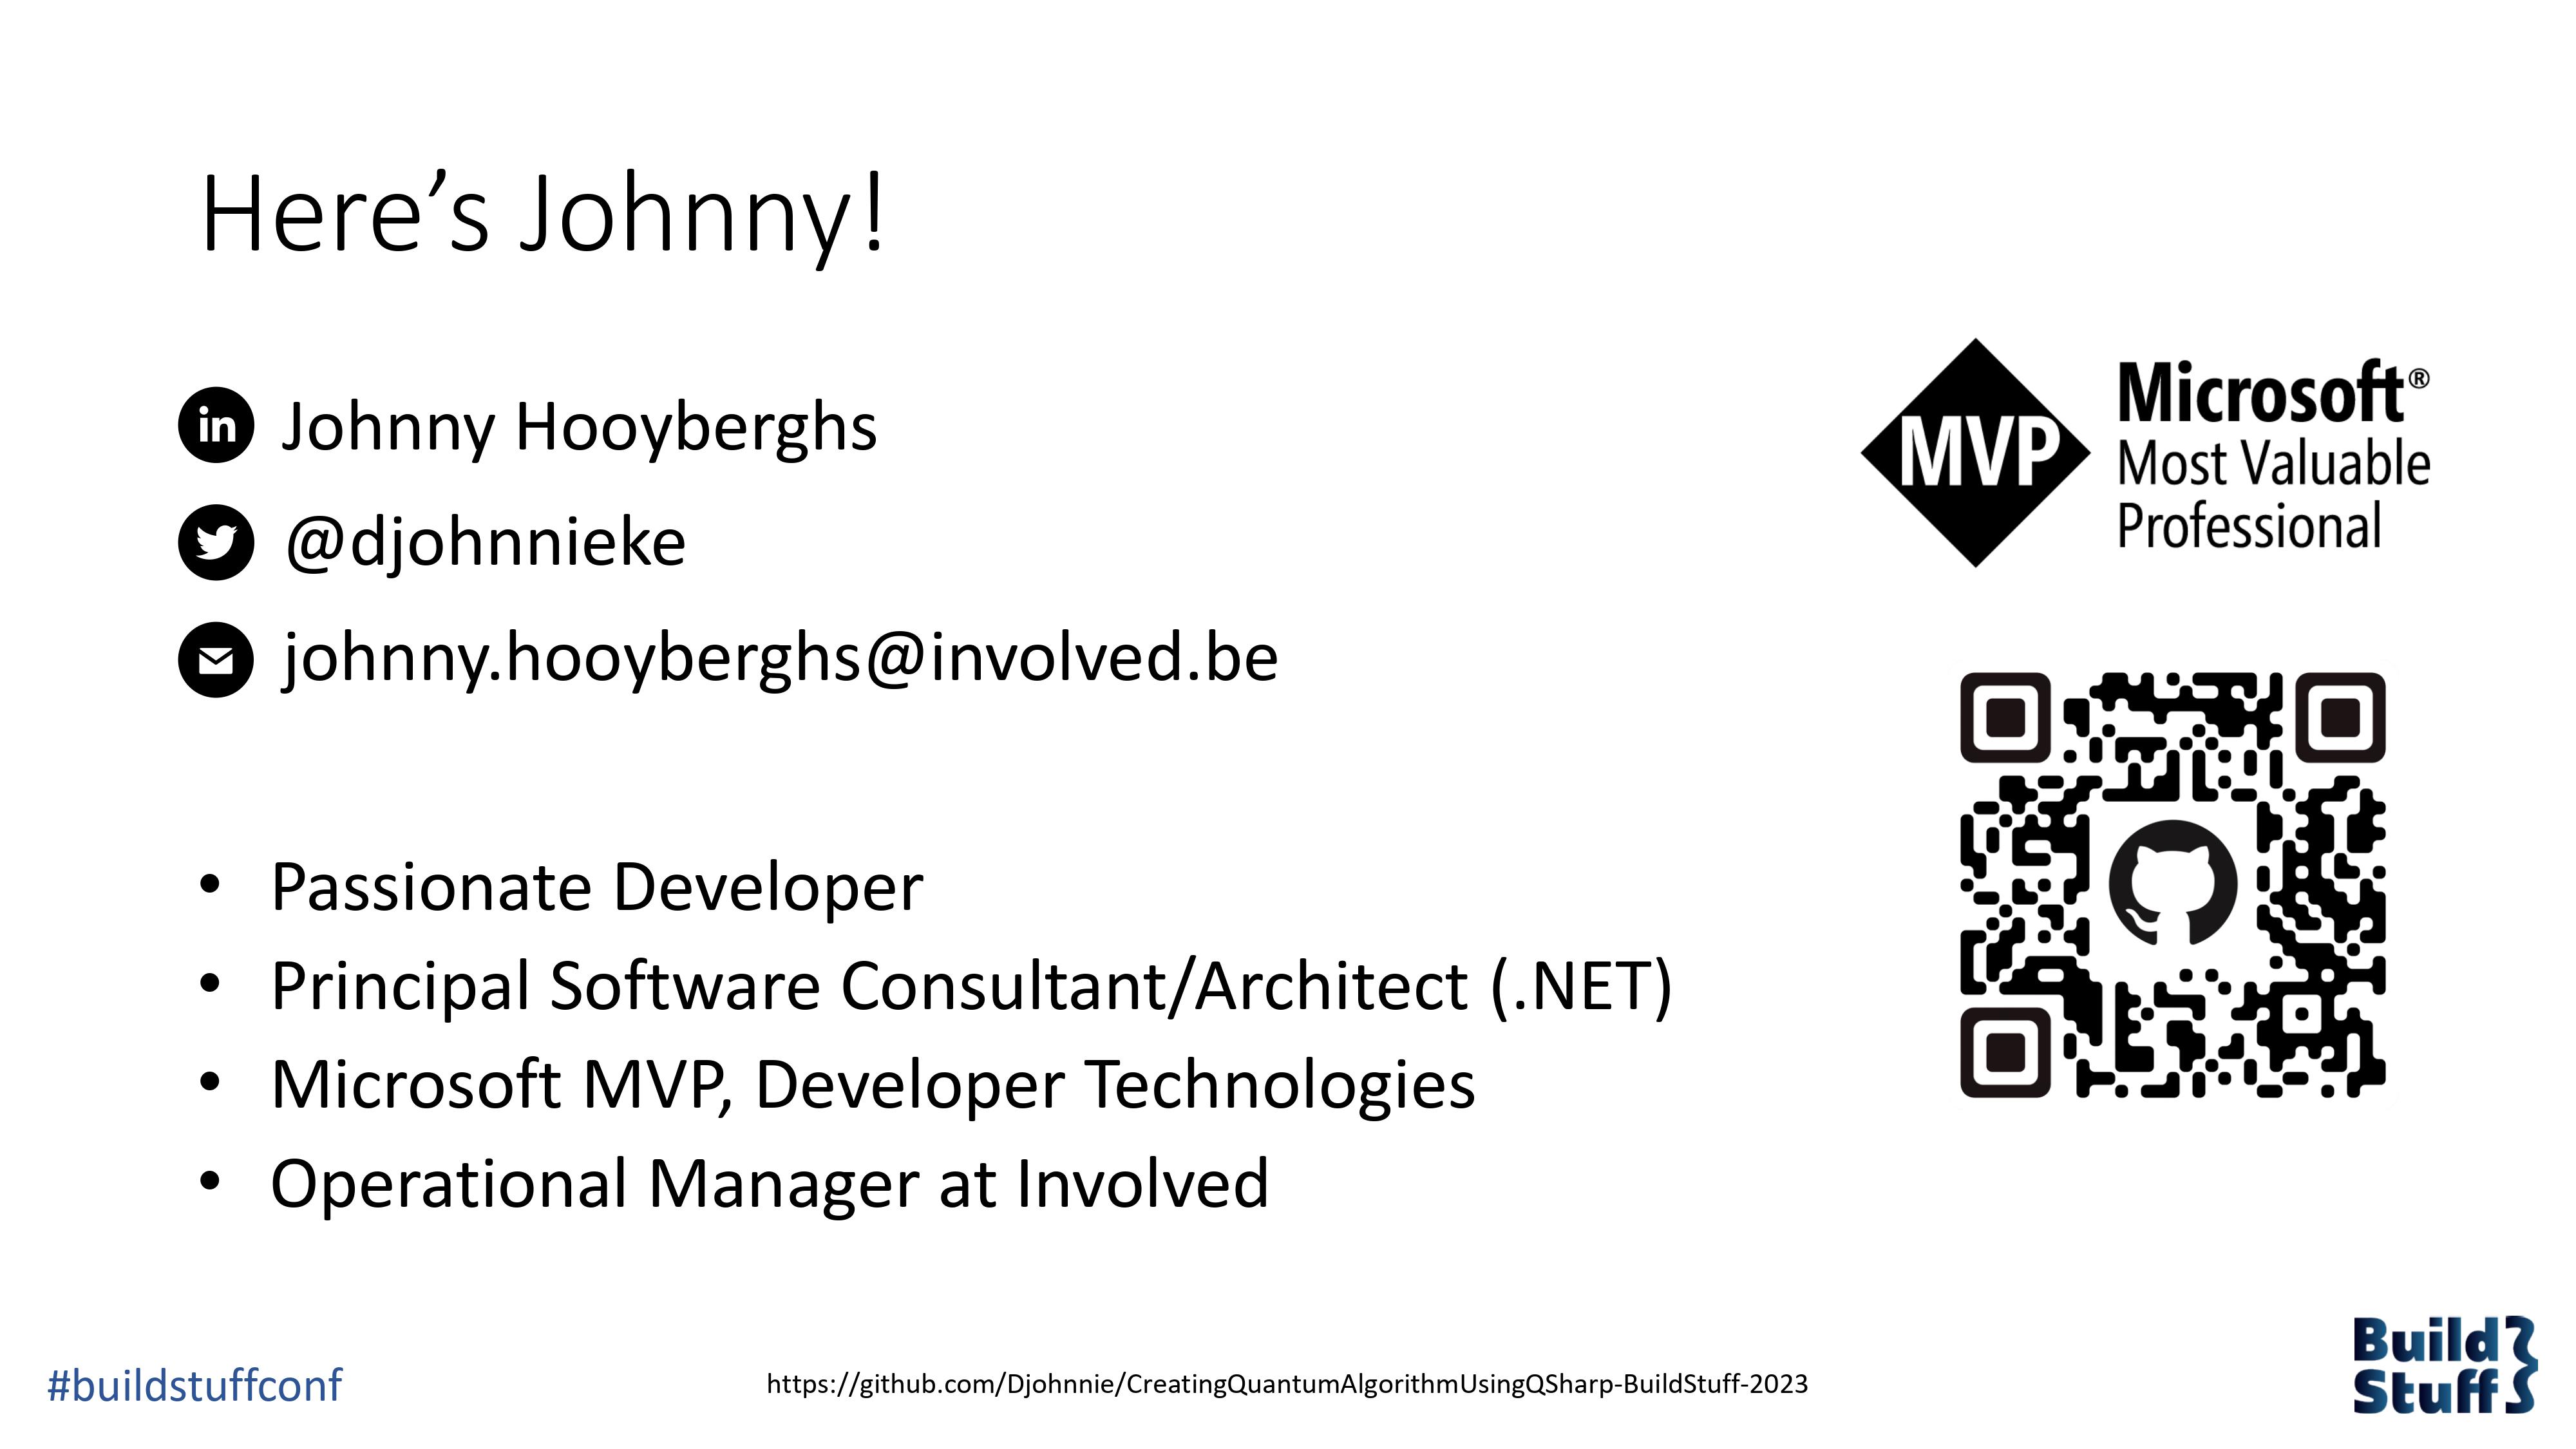 Here’s Johnny!
in Johnny Hooyberghs
@djohnnieke
johnny.hooyberghs@involved.be
MVP
Microsoft®
Most Valuable
Professional
• Passionate Developer
• Principal Software Consultant/Architect (.NET)
• Microsoft MVP, Developer Technologies
• Operational Manager at Involved
#buildstuffconf
https://github.com/Djohnnie/CreatingQuantumAlgorithmUsingQSharp-BuildStuff-2023
Build
Stuff